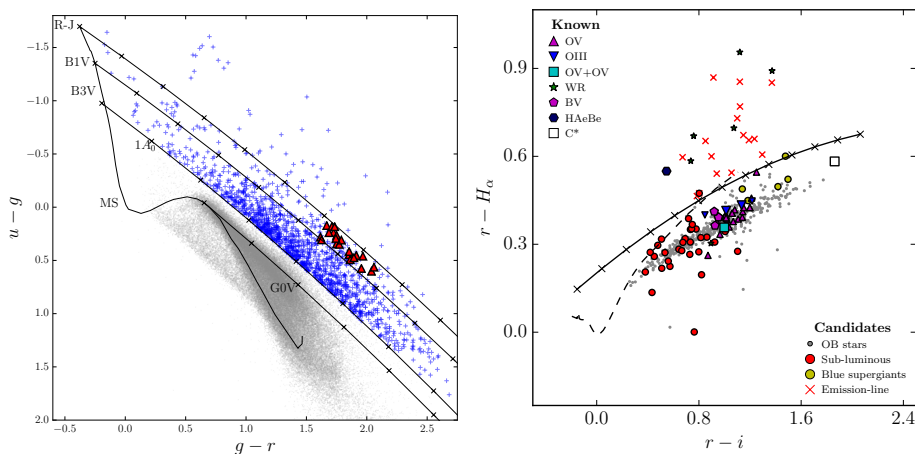 R-J
B1V
B3V
1A₀
MS
G0V
−1.5
−1.0
−0.5
0.0
0.5
1.0
1.5
2.0
−0.5
0.0
0.5
1.0
1.5
2.0
2.5
u − g
g − r
Known
OV
OIII
OV+OV
WR
BV
HAeBe
C*
0.9
0.6
0.3
0.0
0.0
0.8
1.6
2.4
r − Hα
r − i
Candidates
OB stars
Sub-luminous
Blue supergiants
Emission-line